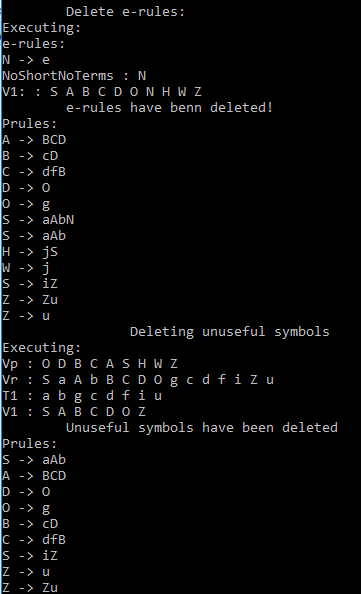 Delete e-rules:
Executing:
e-rules:
N -> e
NoShortNoTerms : N
V1: : S A B C D O N H W Z
e-rules have benn deleted!
Prules:
A -> BCD
B -> cD
C -> dfB
D -> O
O -> g
S -> aAbN
S -> aAb
H -> jS
W -> j
S -> iZ
Z -> Zu
Z -> u
Deleting unuseful symbols
Executing:
Vp : O D B C A S H W Z
Vr : S a A b B C D O g c d f i Z u
T1 : a b g c d f i u
V1 : S A B C D O Z
Unuseful symbols have been deleted
Prules:
S -> aAb
A -> BCD
D -> O
O -> g
B -> cD
C -> dfB
S -> iZ
Z -> u
Z -> Zu